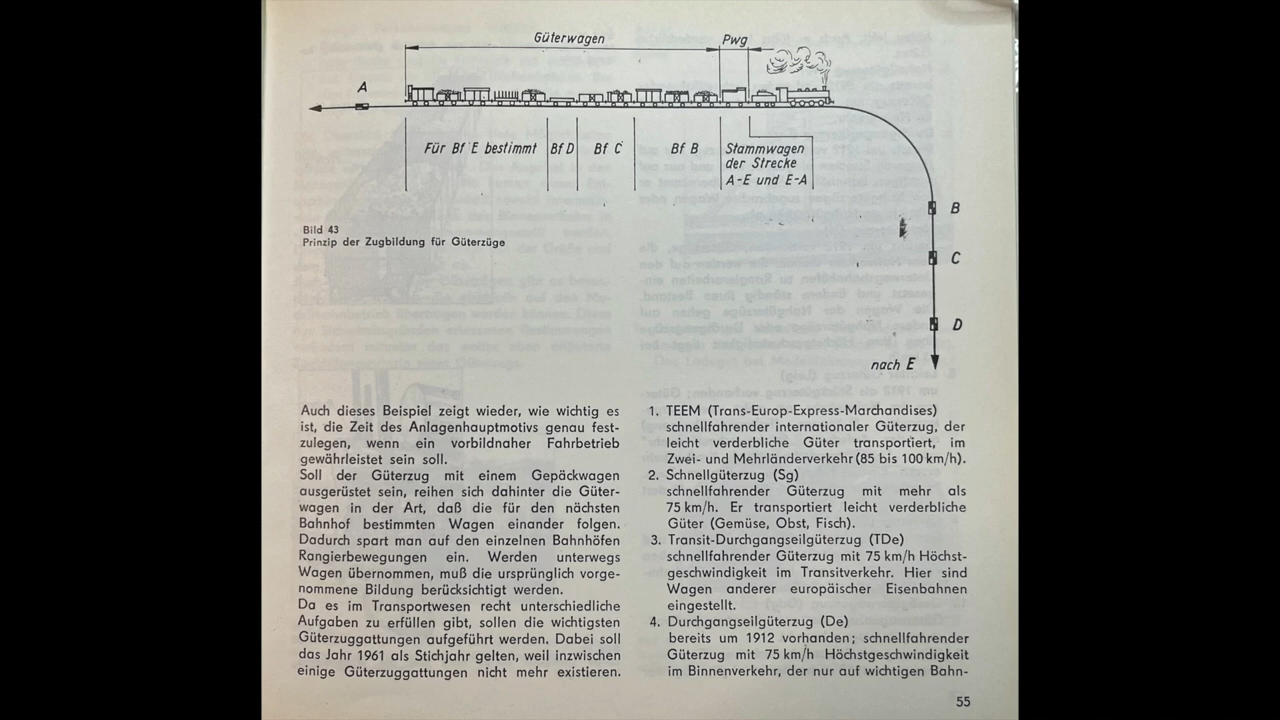 Güterwagen
Pwg
A
Für Bf E bestimmt
Bf D
Bf C
Bf B
Stammwagen
der Strecke
A-E und E-A
B
C
D
nach E
Bild 43
Prinzip der Zugbildung für Güterzüge
Auch dieses Beispiel zeigt wieder, wie wichtig es
ist, die Zeit des Anlagenhauptmotivs genau fest-
zulegen, wenn ein vorbildnaher Fahrbetrieb
gewährleistet sein soll.
Soll der Güterzug mit einem Gepäckwagen
ausgerüstet sein, reihen sich dahinter die Güter-
wagen in der Art, daß die für den nächsten
Bahnhof bestimmten Wagen einander folgen.
Dadurch spart man auf den einzelnen Bahnhöfen
Rangierbewegungen ein. Werden unterwegs
Wagen übernommen, muß die ursprünglich vorge-
nommene Bildung berücksichtigt werden.
Da es im Transportwesen recht unterschiedliche
Aufgaben zu erfüllen gibt, sollen die wichtigsten
Güterzuggattungen aufgeführt werden. Dabei soll
das Jahr 1961 als Stichjahr gelten, weil inzwischen
einige Güterzuggattungen nicht mehr existieren.
1. TEEM (Trans-Europ-Express-Marchandises)
schnellfahrender internationaler Güterzug, der
leicht verderbliche Güter transportiert, im
Zwei- und Mehrländerverkehr (85 bis 100 km/h).
2. Schnellgüterzug (Sg)
schnellfahrender Güterzug mit mehr als
75 km/h. Er transportiert leicht verderbliche
Güter (Gemüse, Obst, Fisch).
3. Transit-Durchgangseilgüterzug (TDe)
schnellfahrender Güterzug mit 75 km/h Höchst-
geschwindigkeit im Transitverkehr. Hier sind
Wagen anderer europäischer Eisenbahnen
eingestellt.
4. Durchgangseilgüterzug (De)
bereits um 1912 vorhanden; schnellfahrender
Güterzug mit 75 km/h Höchstgeschwindigkeit
im Binnenverkehr, der nur auf wichtigen Bahn-
55